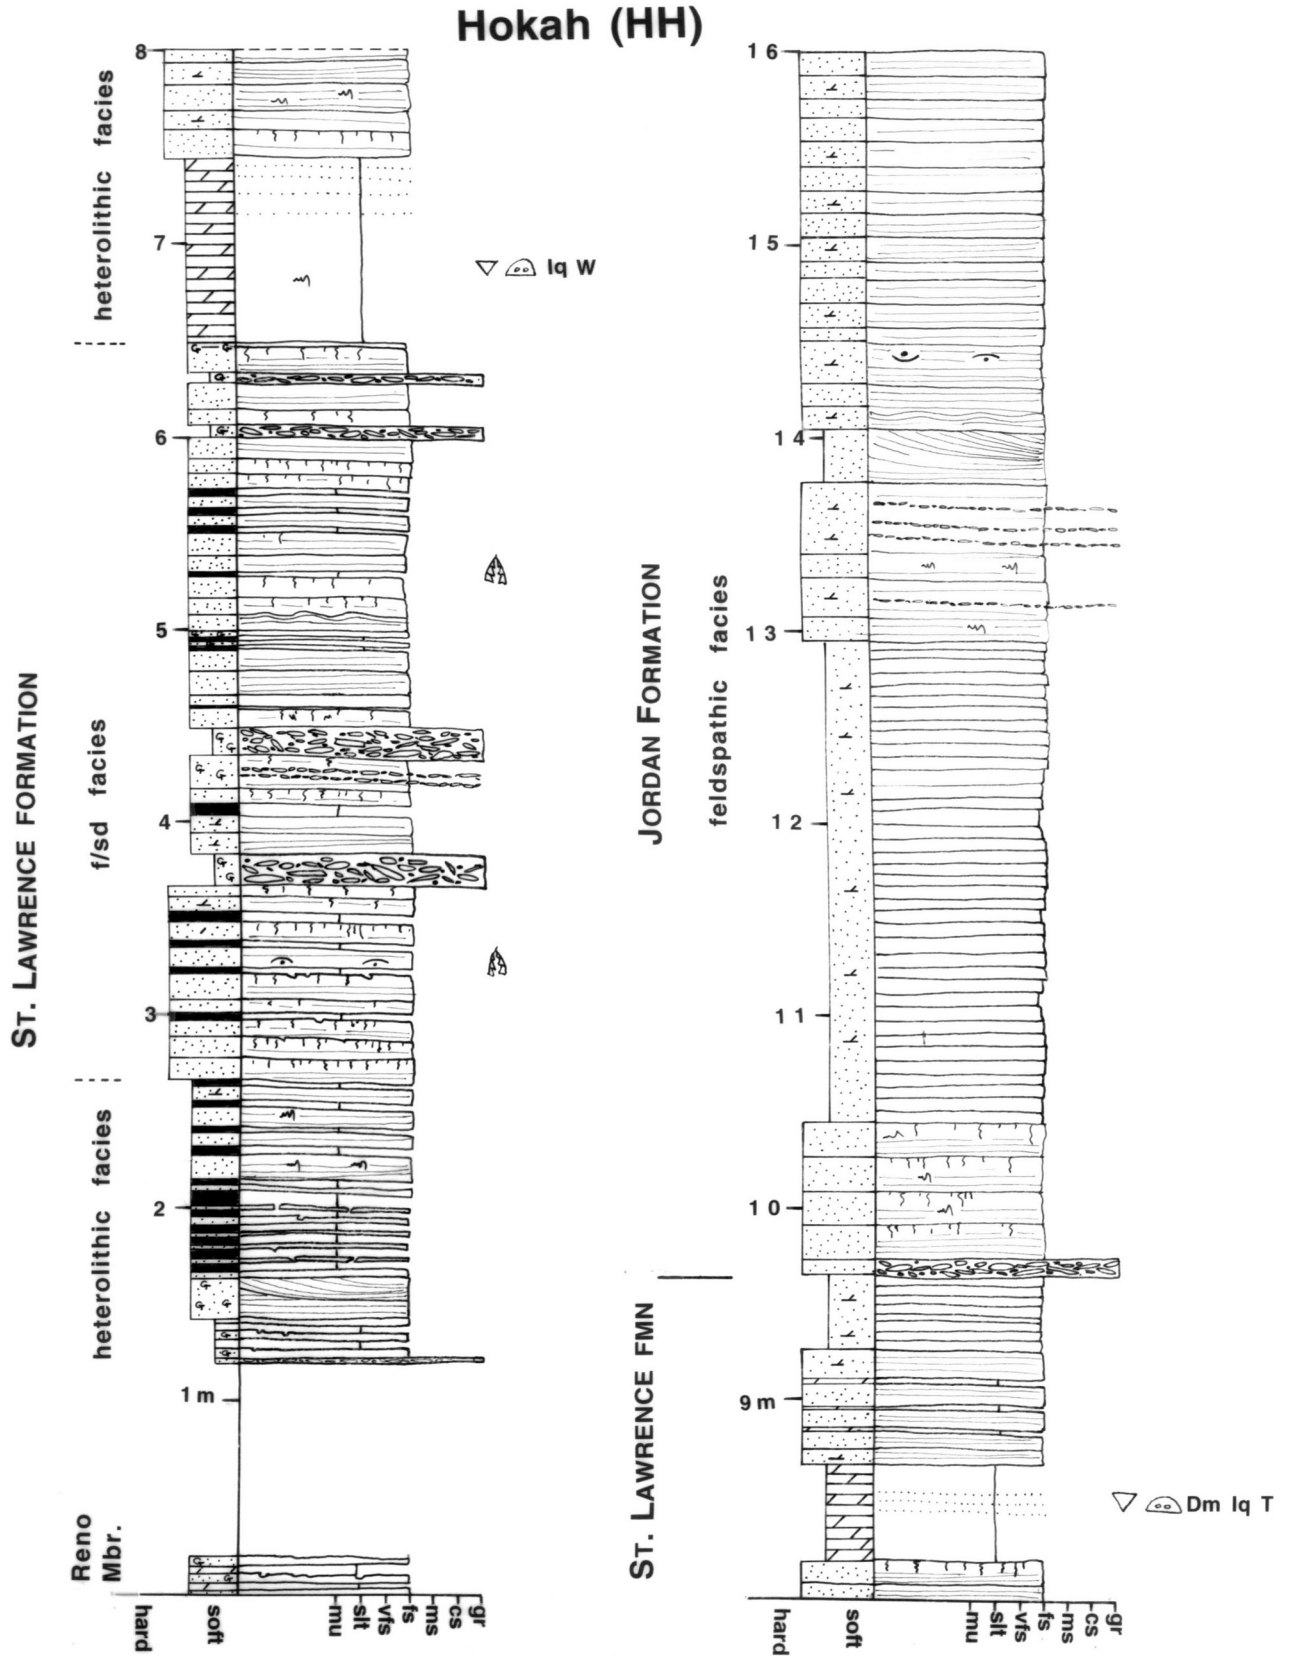 Hokah (HH)
8
heterolithic facies
7
Iq W
6
5
ST. LAWRENCE FORMATION
f/sd facies
4
3
heterolithic facies
2
1 m
Reno
Mbr.
hard
soft
mu
slt
vfs
fs
ms
cs
gr
16
15
14
JORDAN FORMATION
feldspathic facies
13
12
11
10
ST. LAWRENCE FMN
9 m
Dm Iq T
hard
soft
mu
slt
vfs
fs
ms
cs
gr